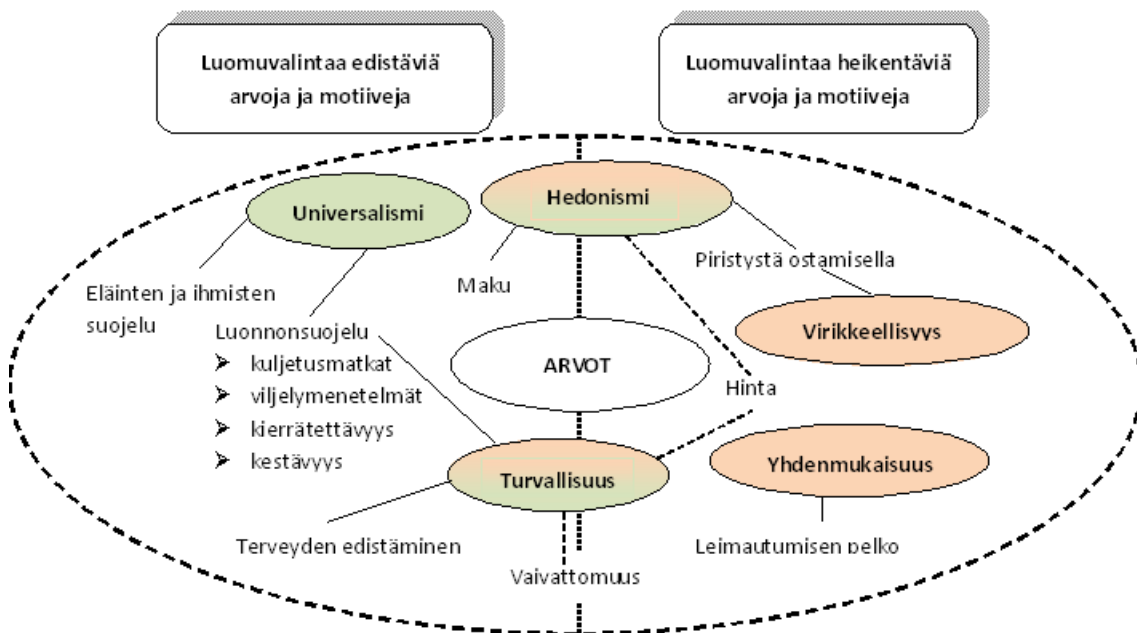 Luomuvalintaa edistäviä
arvoja ja motiiveja
Luomuvalintaa heikentäviä
arvoja ja motiiveja
Universalismi
Hedonismi
Piristystä ostamisella
Maku
Eläinten ja ihmisten
suojelu
Luonnonsuojelu
➤ kuljetusmatkat
➤ viljelymenetelmät
➤ kierrätettävyys
➤ kestävyys
ARVOT
Virikkeellisyys
Hinta
Turvallisuus
Yhdenmukaisuus
Terveyden edistäminen
Vaivattomuus
Leimautumisen pelko